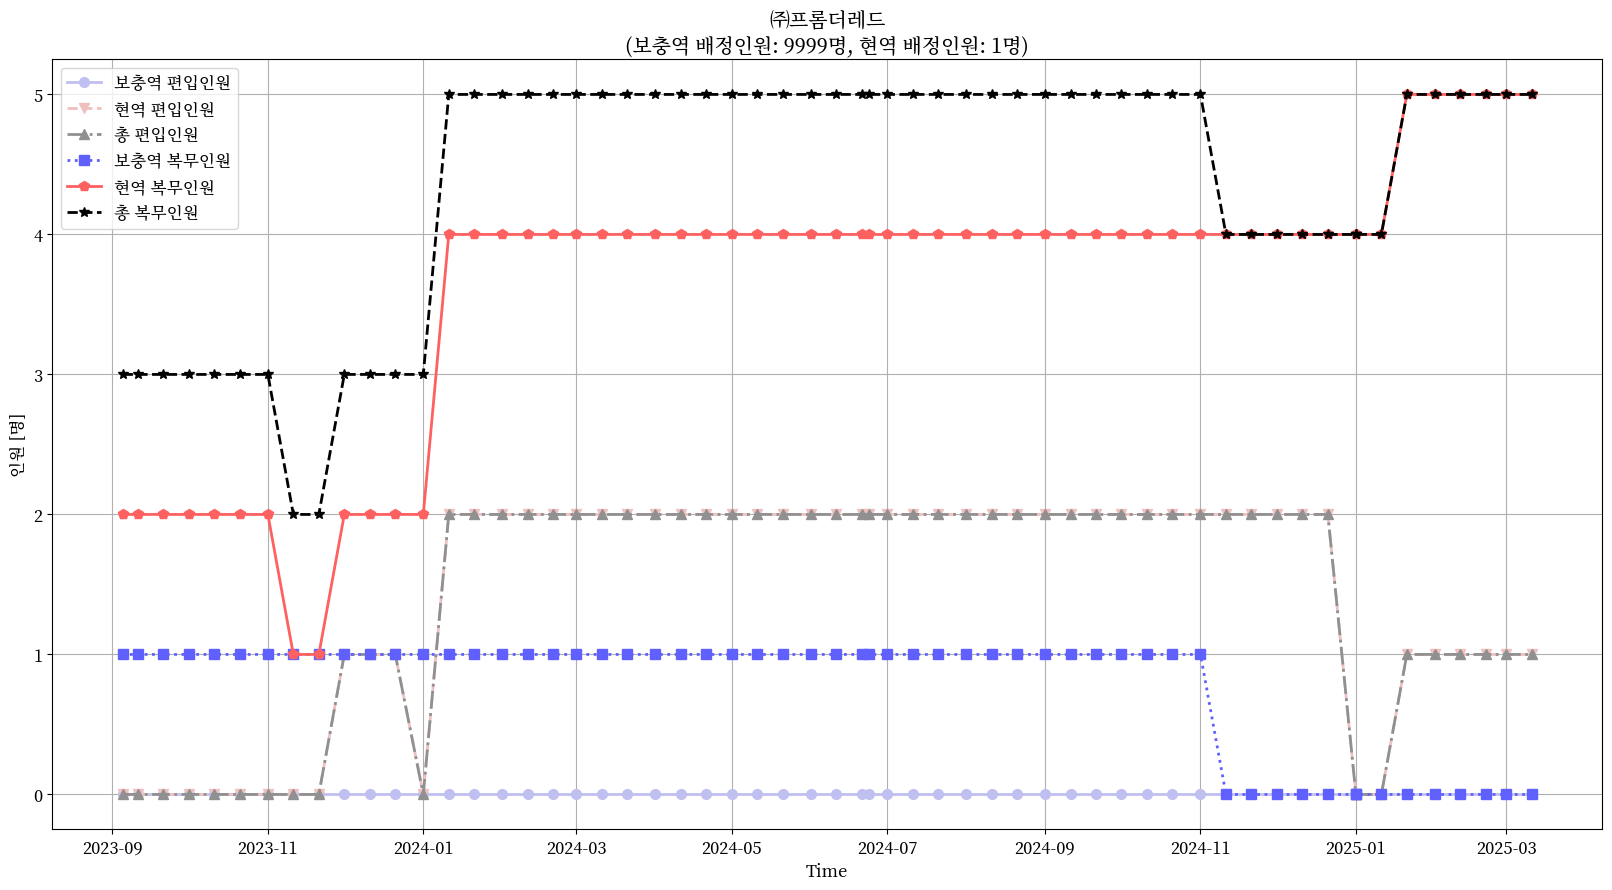 ㈜프롬더레드
(보충역 배정인원: 9999명, 현역 배정인원: 1명)
보충역 편입인원
현역 편입인원
총 편입인원
보충역 복무인원
현역 복무인원
총 복무인원
인원 [명]
5
4
3
2
1
0
2023-09
2023-11
2024-01
2024-03
2024-05
2024-07
2024-09
2024-11
2025-01
2025-03
Time